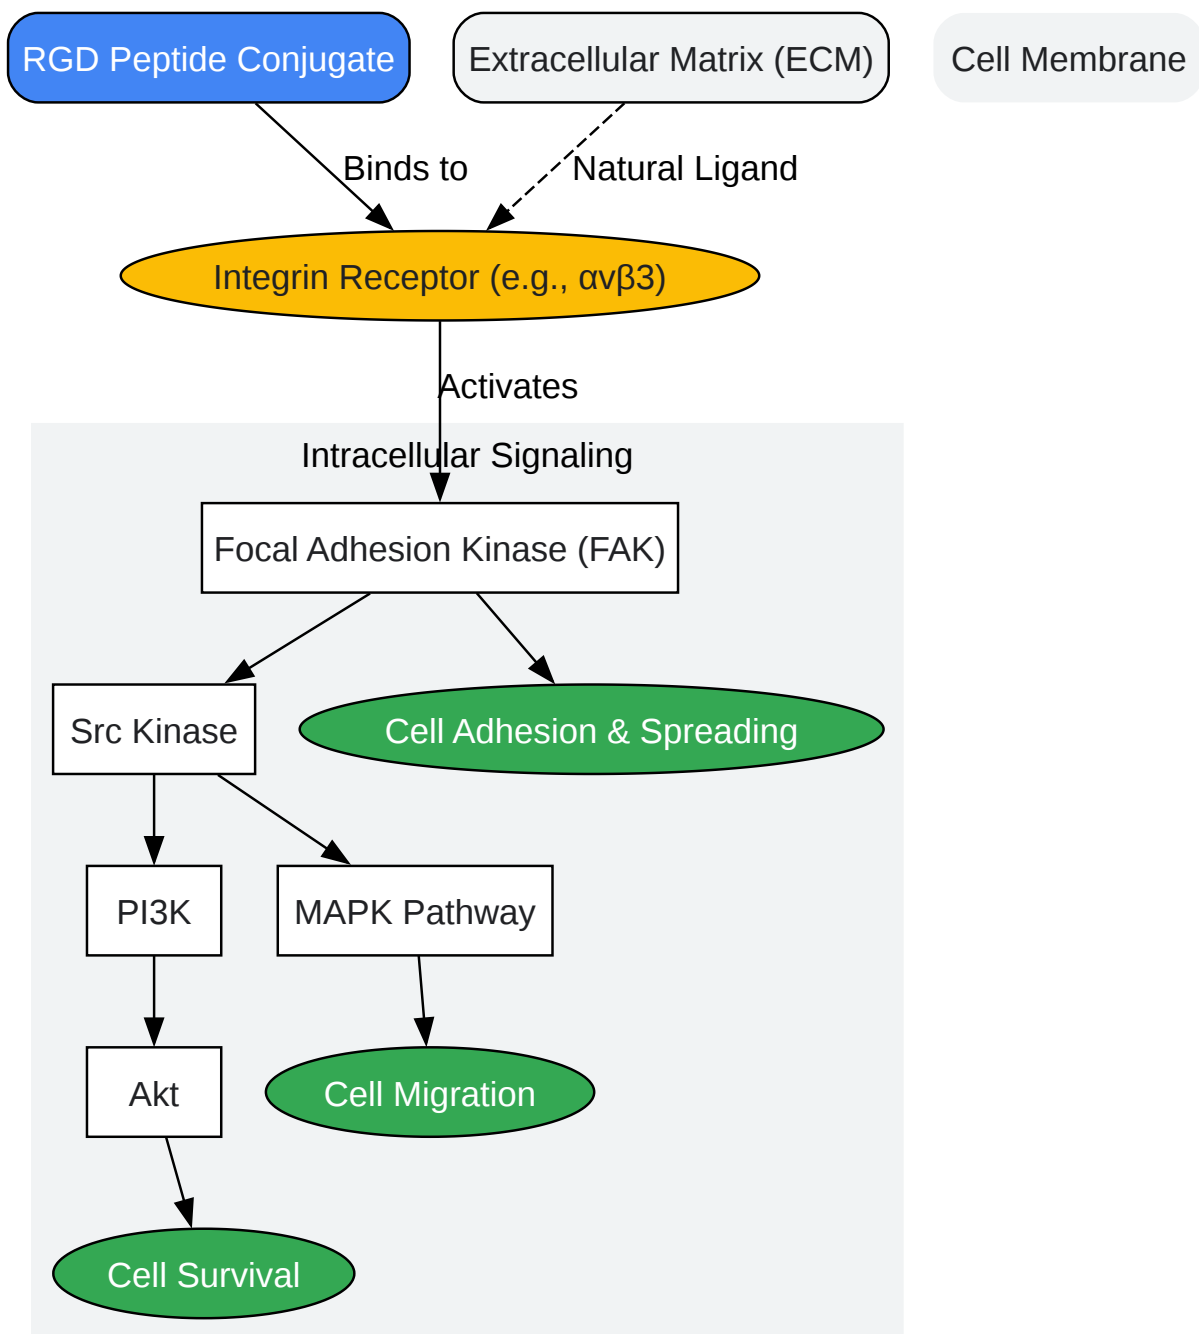 RGD Peptide Conjugate
Extracellular Matrix (ECM)
Cell Membrane
Binds to
Natural Ligand
Integrin Receptor (e.g., αvβ3)
Activates
Intracellular Signaling
Focal Adhesion Kinase (FAK)
Src Kinase
Cell Adhesion & Spreading
PI3K
MAPK Pathway
Akt
Cell Migration
Cell Survival